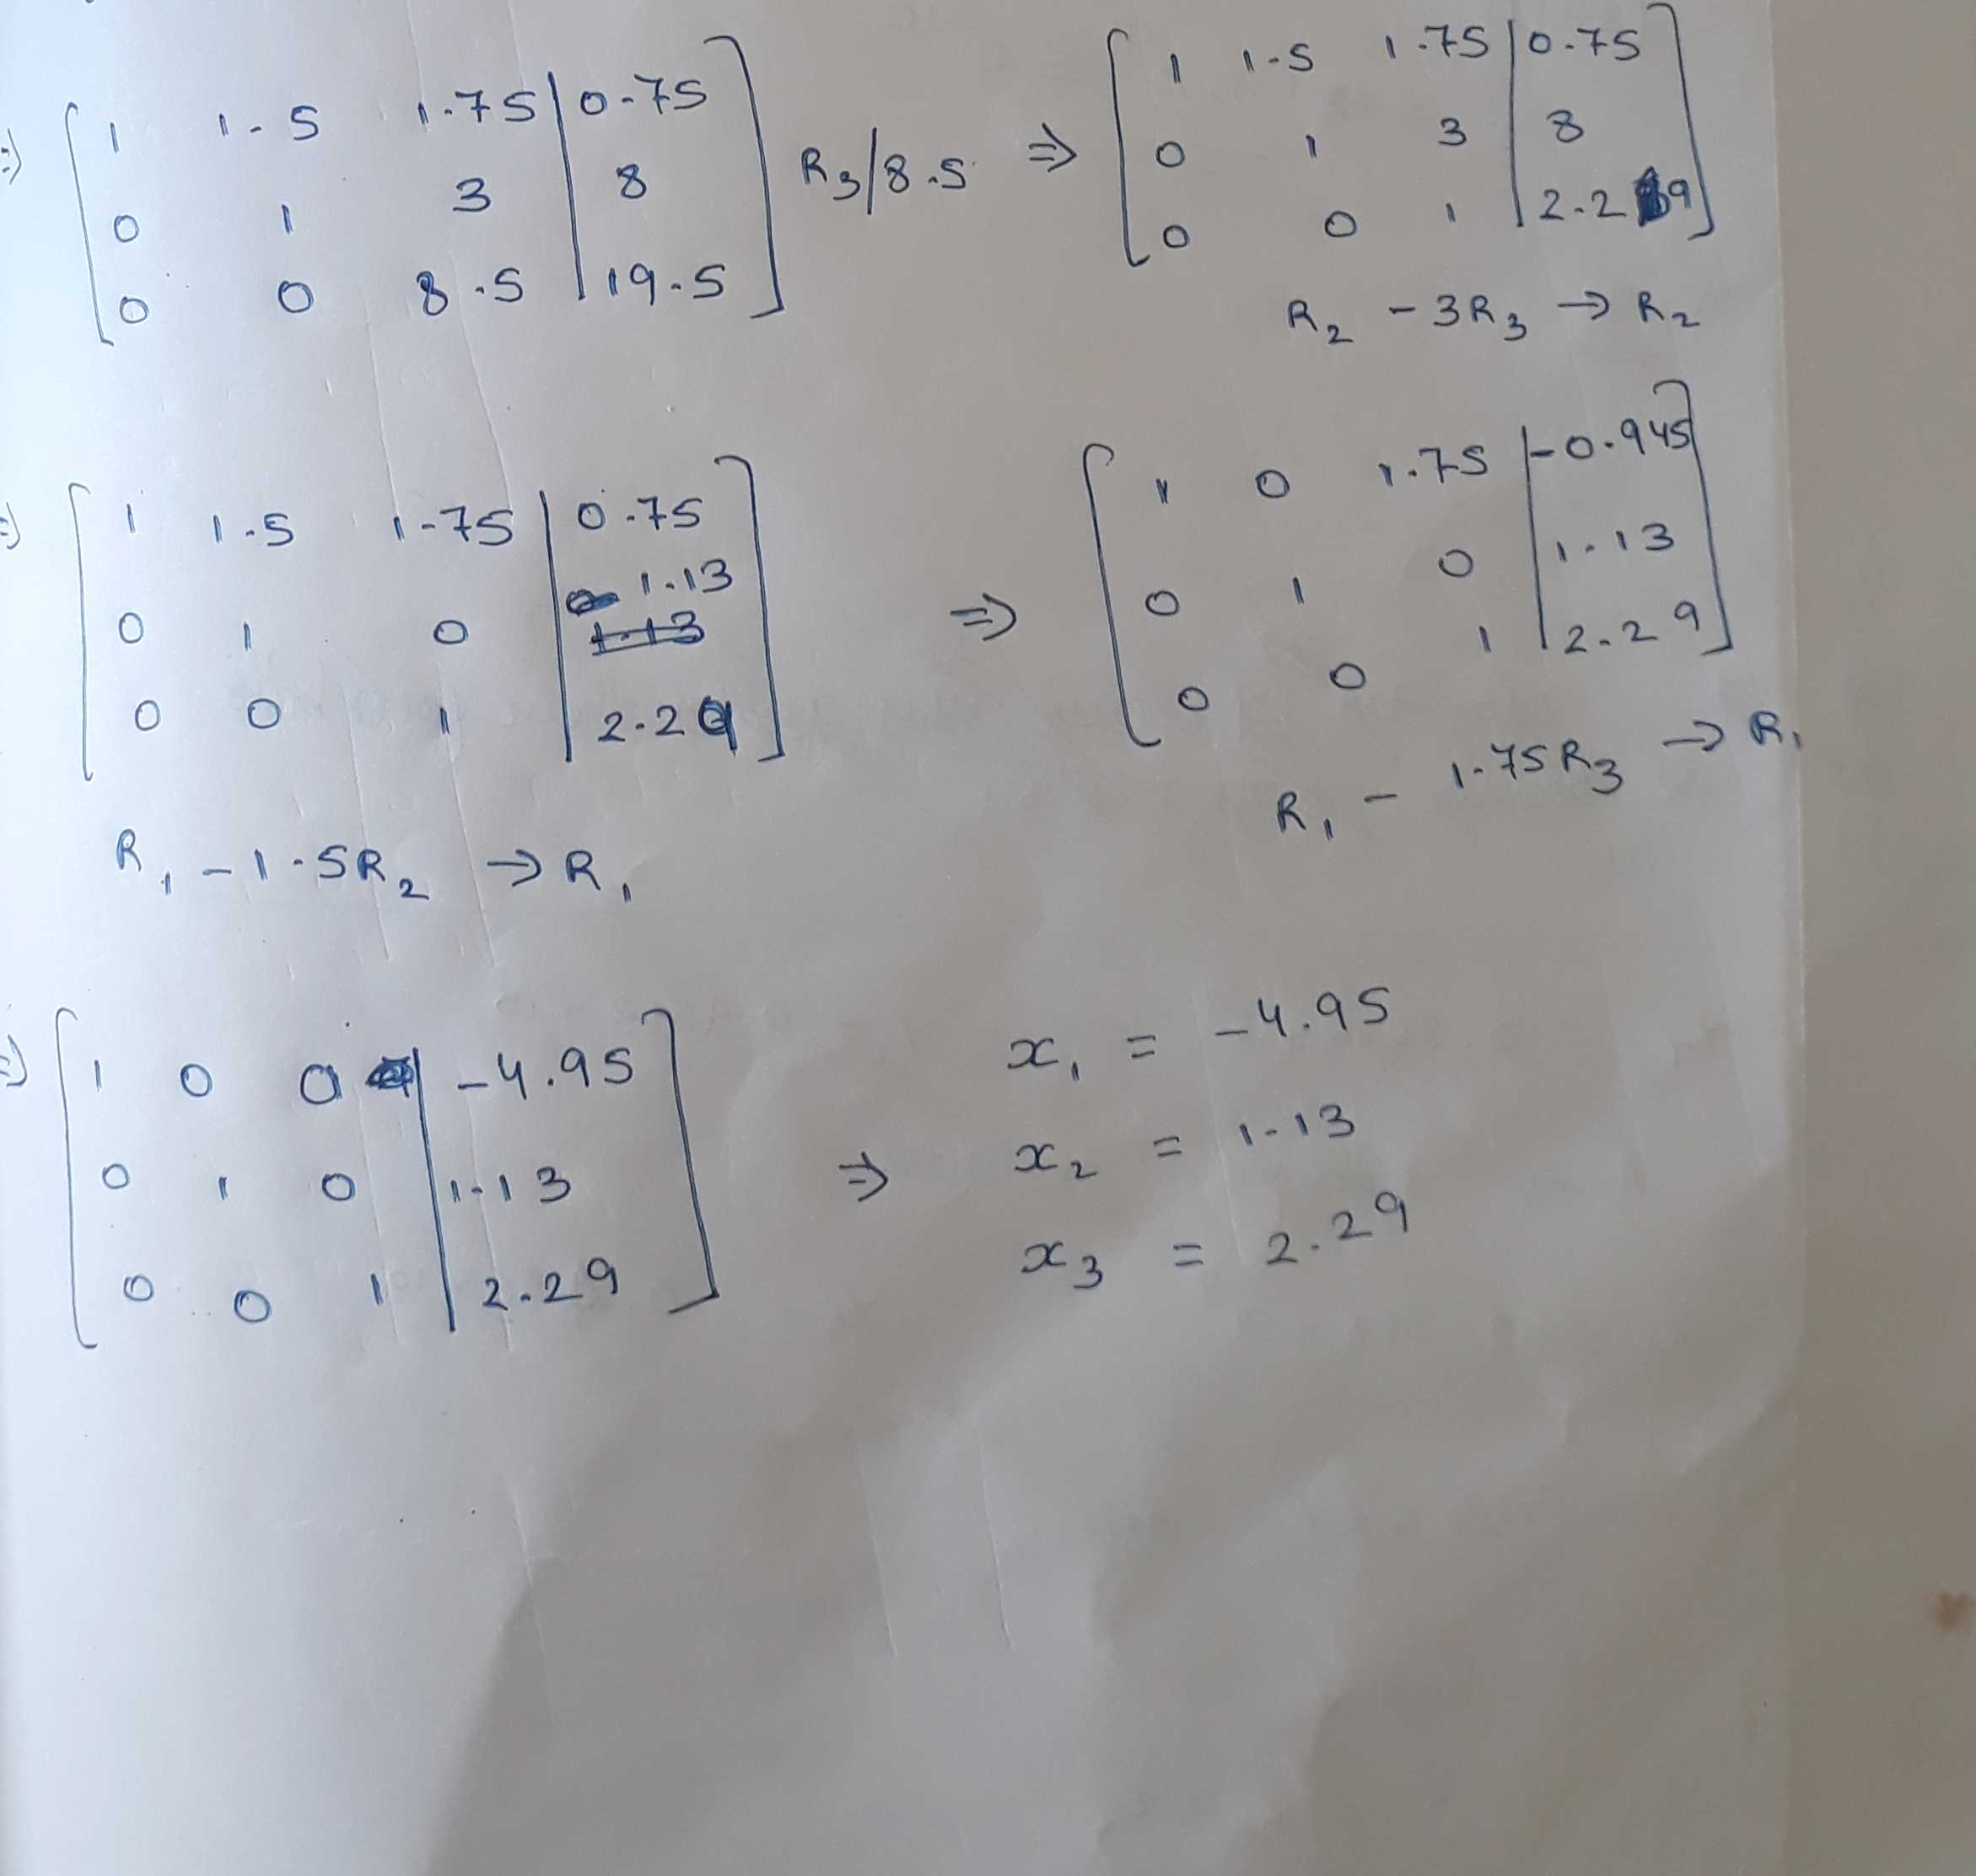 ⇒ [ 1 1.5 1.75 | 0.75 ]
[ 0 1 3 | 8 ]
[ 0 0 8.5 | 19.5 ]
R₃/8.5
⇒ [ 1 1.5 1.75 | 0.75 ]
[ 0 1 3 | 8 ]
[ 0 0 1 | 2.29 ]
R₂ - 3R₃ → R₂
⇒ [ 1 1.5 1.75 | 0.75 ]
[ 0 1 0 | 1.13 ]
1.13
[ 0 0 1 | 2.29 ]
R₁ - 1.5R₂ → R₁
⇒ [ 1 0 1.75 | -0.945 ]
[ 0 1 0 | 1.13 ]
[ 0 0 1 | 2.29 ]
R₁ - 1.75R₃ → R₁
⇒ [ 1 0 0 | -4.95 ]
[ 0 1 0 | 1.13 ]
[ 0 0 1 | 2.29 ]
⇒ x₁ = -4.95
x₂ = 1.13
x₃ = 2.29